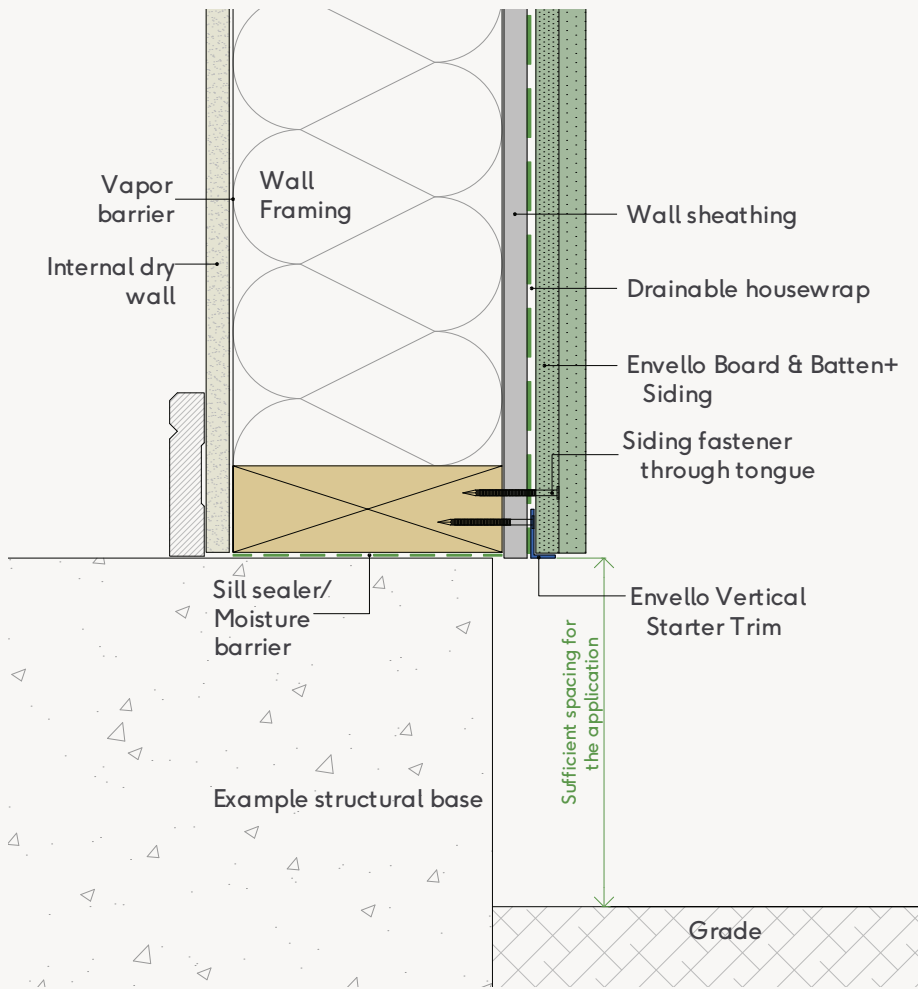 Vapor
barrier
Wall
Framing
Internal dry
wall
Wall sheathing
Drainable housewrap
Envello Board & Batten+
Siding
Siding fastener
through tongue
Sill sealer/
Moisture
barrier
Envello Vertical
Starter Trim
Sufficient spacing for
the application
Example structural base
Grade